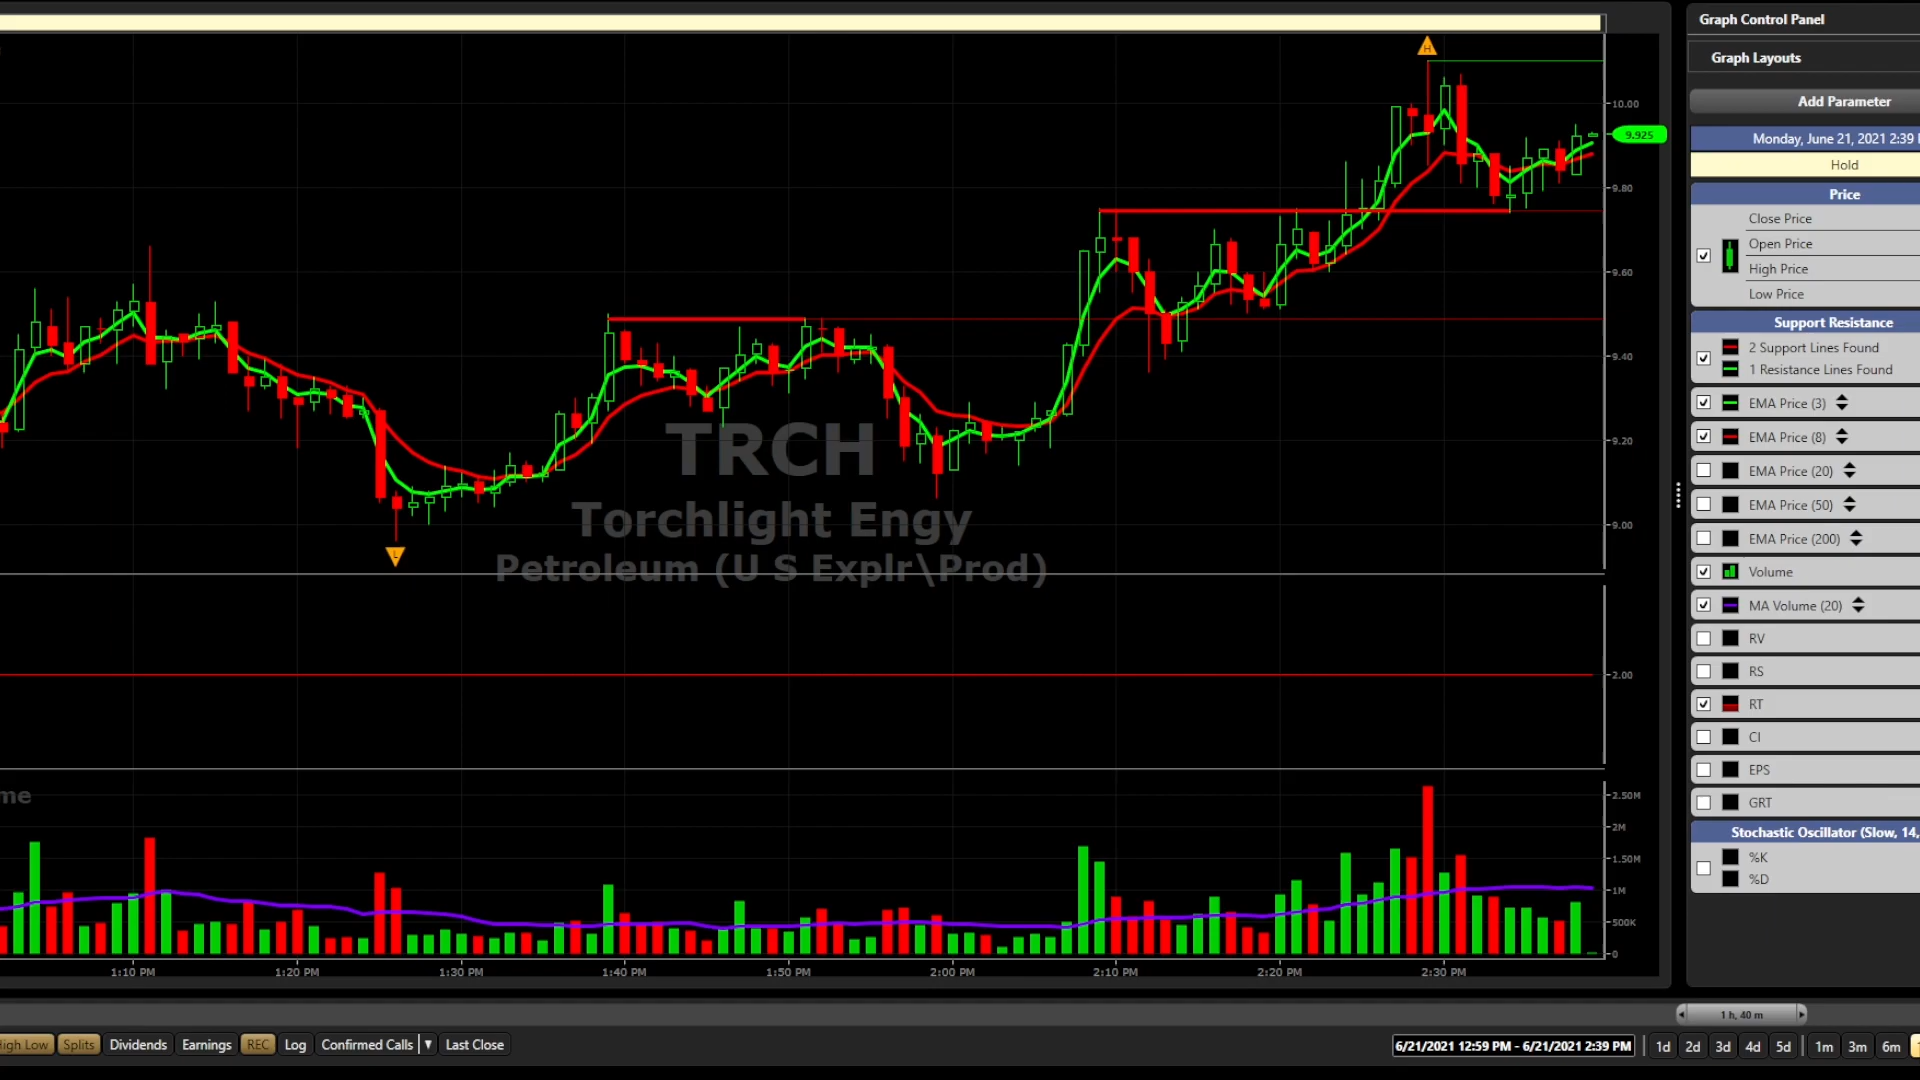 Graph Control Panel
Graph Layouts
Add Parameter
Monday, June 21, 2021 2:39
Hold
Price
Close Price
Open Price
High Price
Low Price
Support Resistance
2 Support Lines Found
1 Resistance Lines Found
EMA Price (3)
EMA Price (8)
EMA Price (20)
EMA Price (50)
EMA Price (200)
Volume
MA Volume (20)
RV
RS
RT
CI
EPS
GRT
Stochastic Oscillator (Slow, 14,
%K
%D
H
10.00
9.925
9.80
9.60
9.40
9.20
9.00
L
TRCH
Torchlight Engy
Petroleum (U S Explr\Prod)
2.00
me
2.50M
2M
1.50M
1M
500K
0
1:10 PM 1:20 PM 1:30 PM 1:40 PM 1:50 PM 2:00 PM 2:10 PM 2:20 PM 2:30 PM
1 h, 40 m
High Low Splits Dividends Earnings REC Log Confirmed Calls ▼ Last Close
6/21/2021 12:59 PM - 6/21/2021 2:39 PM 1d 2d 3d 4d 5d 1m 3m 6m